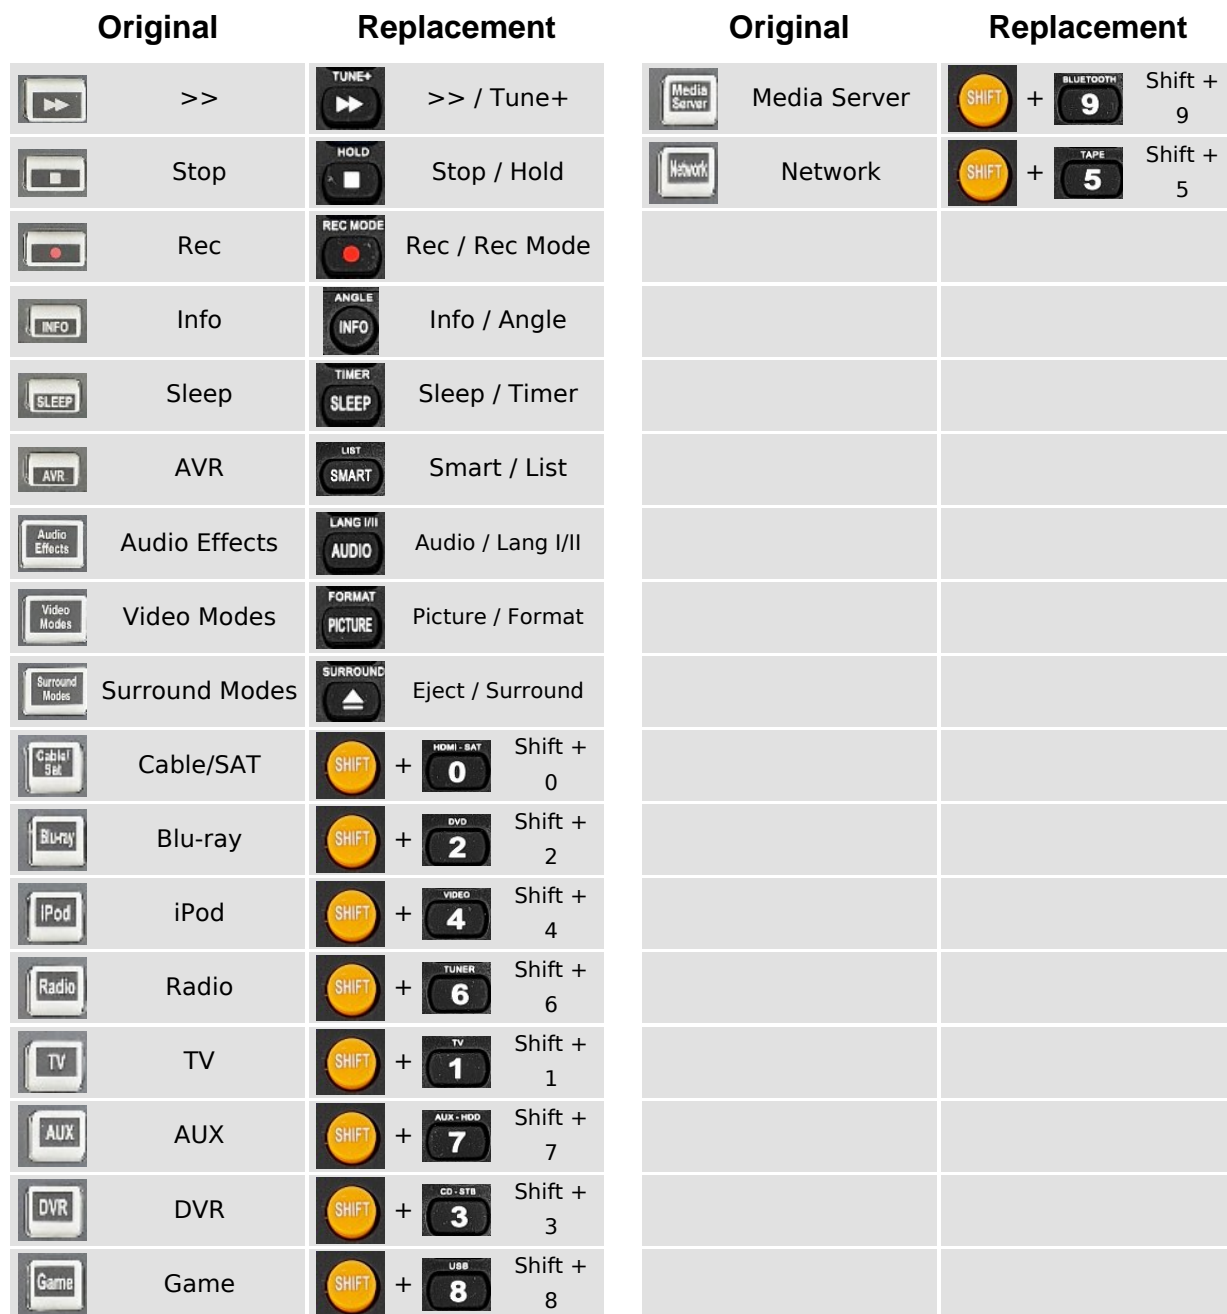 Original Replacement Original Replacement
>> TUNE+ >> / Tune+ Media Server Media Server SHIFT + BLUETOOTH 9 Shift + 9
Stop HOLD Stop / Hold Network Network SHIFT + TAPE 5 Shift + 5
Rec REC MODE Rec / Rec Mode
INFO Info ANGLE INFO Info / Angle
SLEEP Sleep TIMER SLEEP Sleep / Timer
AVR AVR LIST SMART Smart / List
Audio Effects Audio Effects LANG I/II AUDIO Audio / Lang I/II
Video Modes Video Modes FORMAT PICTURE Picture / Format
Surround Modes Surround Modes SURROUND Eject / Surround
Cable/ Sat Cable/SAT SHIFT + HDMI - SAT 0 Shift + 0
Blu-ray Blu-ray SHIFT + DVD 2 Shift + 2
iPod iPod SHIFT + VIDEO 4 Shift + 4
Radio Radio SHIFT + TUNER 6 Shift + 6
TV TV SHIFT + TV 1 Shift + 1
AUX AUX SHIFT + AUX - HDD 7 Shift + 7
DVR DVR SHIFT + CD - STB 3 Shift + 3
Game Game SHIFT + USB 8 Shift + 8